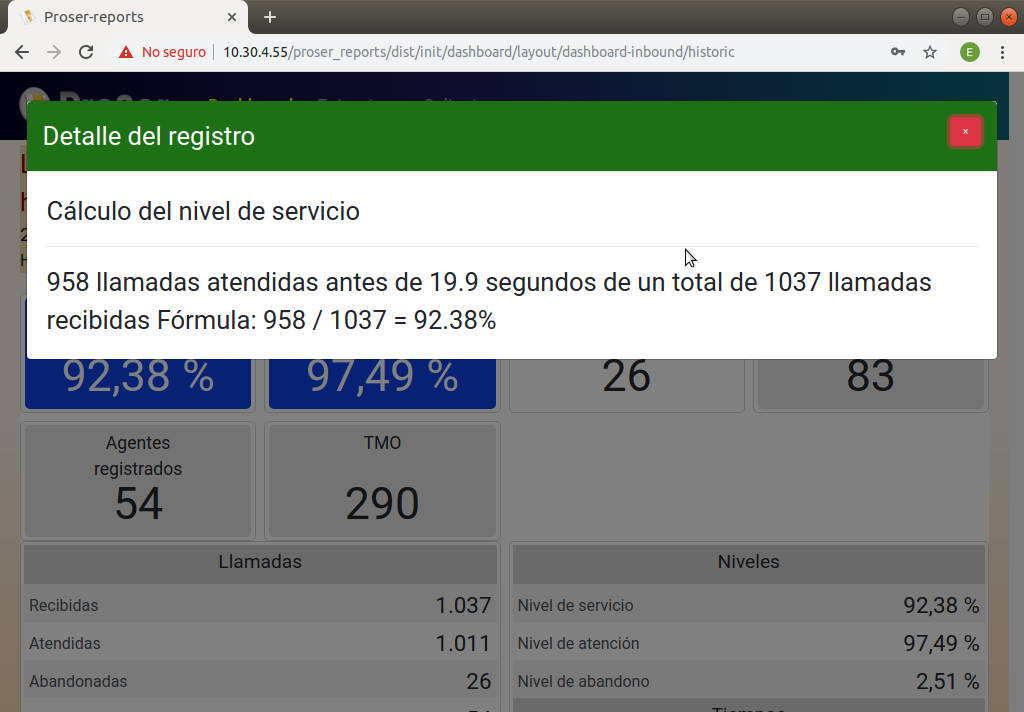 Proser-reports
No seguro
10.30.4.55/proser_reports/dist/init/dashboard/layout/dashboard-inbound/historic
E
Detalle del registro
×
Cálculo del nivel de servicio
958 llamadas atendidas antes de 19.9 segundos de un total de 1037 llamadas
recibidas Fórmula: 958 / 1037 = 92.38%
92,38 %
97,49 %
26
83
Agentes
registrados
54
TMO
290
Llamadas
Recibidas 1.037
Atendidas 1.011
Abandonadas 26
Niveles
Nivel de servicio 92,38 %
Nivel de atención 97,49 %
Nivel de abandono 2,51 %